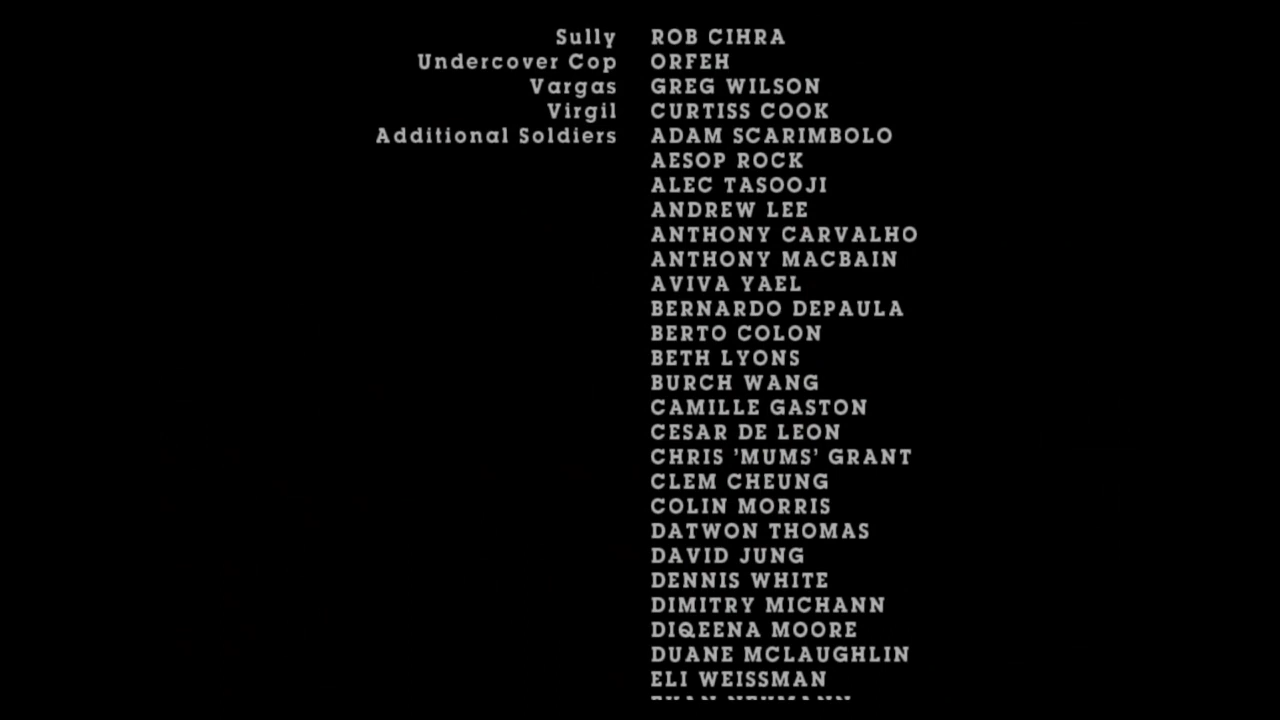 Sully ROB CIHRA
Undercover Cop ORFEH
Vargas GREG WILSON
Virgil CURTISS COOK
Additional Soldiers ADAM SCARIMBOLO
AESOP ROCK
ALEC TASOOJI
ANDREW LEE
ANTHONY CARVALHO
ANTHONY MACBAIN
AVIVA YAEL
BERNARDO DEPAULA
BERTO COLON
BETH LYONS
BURCH WANG
CAMILLE GASTON
CESAR DE LEON
CHRIS 'MUMS' GRANT
CLEM CHEUNG
COLIN MORRIS
DATWON THOMAS
DAVID JUNG
DENNIS WHITE
DIMITRY MICHANN
DIQEENA MOORE
DUANE MCLAUGHLIN
ELI WEISSMAN